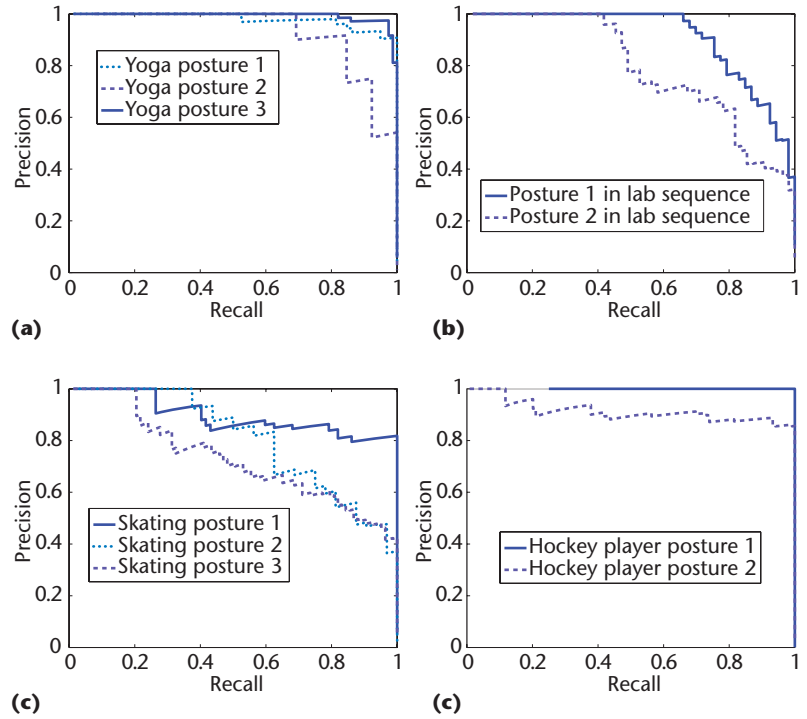 1
0.8
0.6
0.4
0.2
0
Precision
Yoga posture 1
Yoga posture 2
Yoga posture 3
0 0.2 0.4 0.6 0.8 1
Recall
(a)
1
0.8
0.6
0.4
0.2
0
Precision
Posture 1 in lab sequence
Posture 2 in lab sequence
0 0.2 0.4 0.6 0.8 1
Recall
(b)
1
0.8
0.6
0.4
0.2
0
Precision
Skating posture 1
Skating posture 2
Skating posture 3
0 0.2 0.4 0.6 0.8 1
Recall
(c)
1
0.8
0.6
0.4
0.2
0
Precision
Hockey player posture 1
Hockey player posture 2
0 0.2 0.4 0.6 0.8 1
Recall
(c)